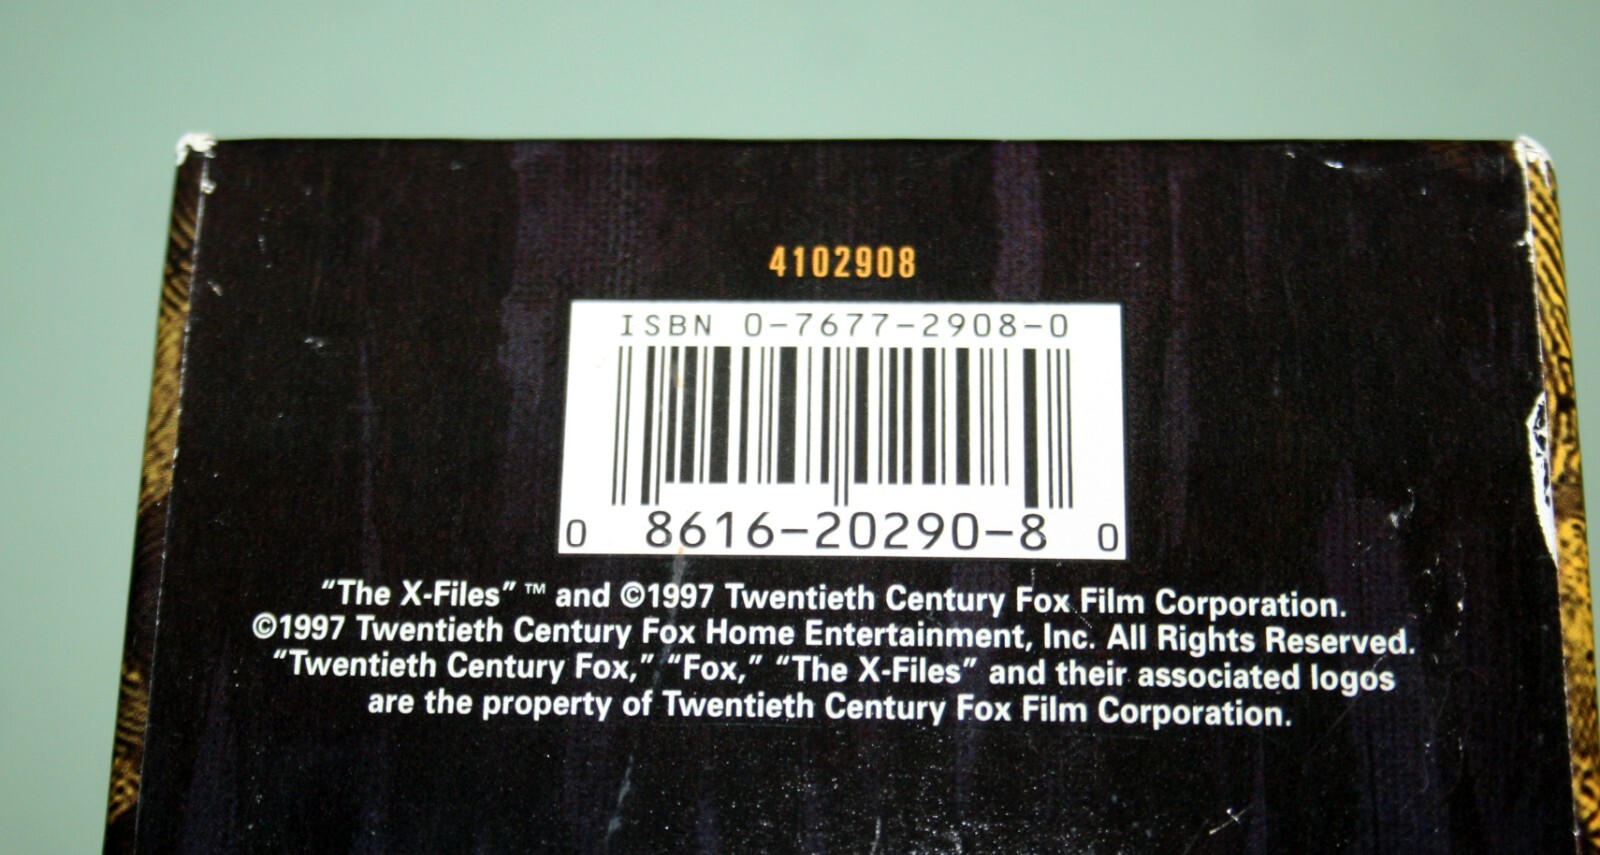 4102908
ISBN 0-7677-2908-0
0 8616-20290-8 0
“The X-Files” ™ and ©1997 Twentieth Century Fox Film Corporation.
©1997 Twentieth Century Fox Home Entertainment, Inc. All Rights Reserved.
“Twentieth Century Fox,” “Fox,” “The X-Files” and their associated logos
are the property of Twentieth Century Fox Film Corporation.